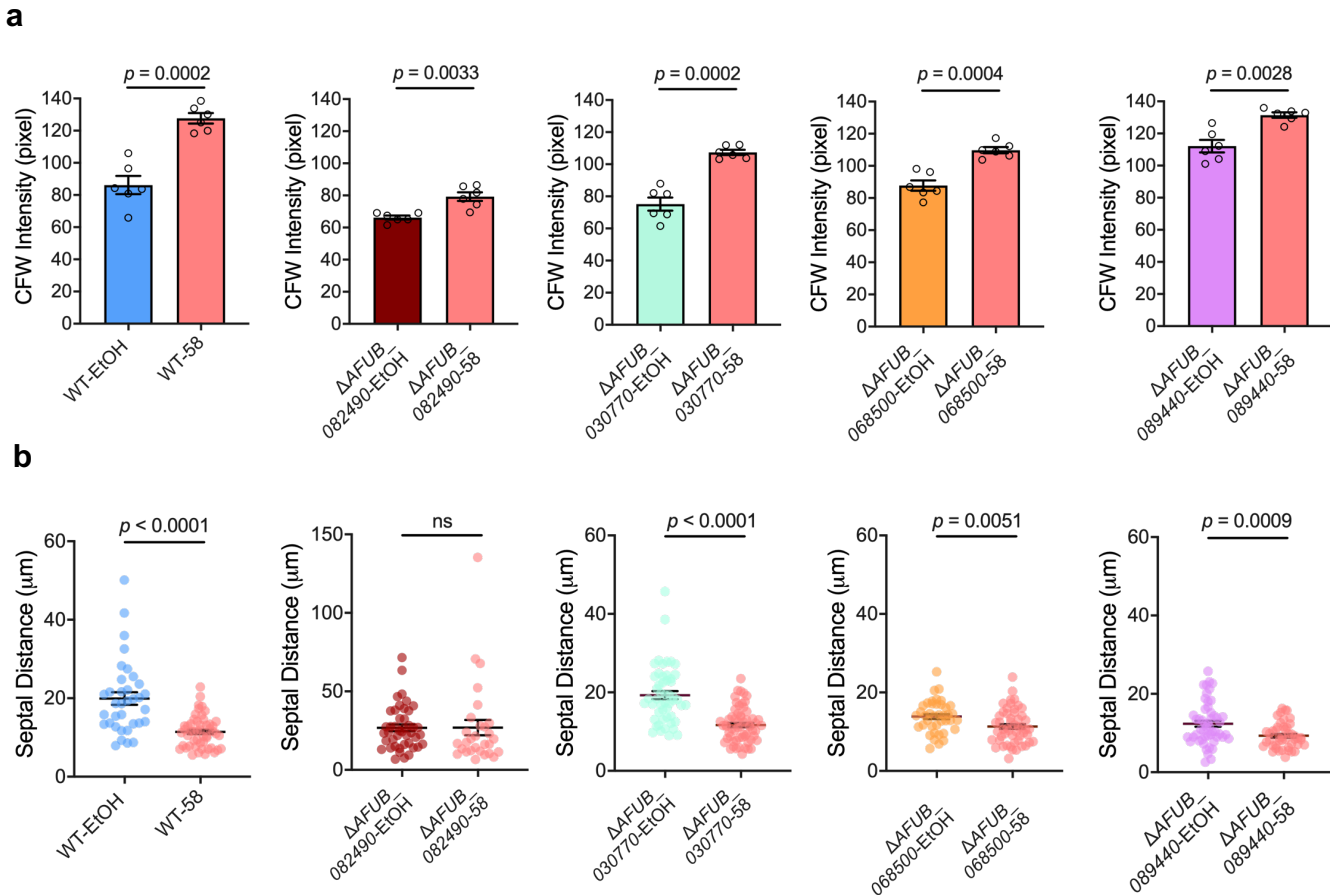 a
p = 0.0002
CFW Intensity (pixel)
140
120
100
80
60
40
20
0
WT-EtOH
WT-58
p = 0.0033
CFW Intensity (pixel)
140
120
100
80
60
40
20
0
ΔAFUB_
082490-EtOH
ΔAFUB_
082490-58
p = 0.0002
CFW Intensity (pixel)
140
120
100
80
60
40
20
0
ΔAFUB_
030770-EtOH
ΔAFUB_
030770-58
p = 0.0004
CFW Intensity (pixel)
140
120
100
80
60
40
20
0
ΔAFUB_
068500-EtOH
ΔAFUB_
068500-58
p = 0.0028
CFW Intensity (pixel)
140
120
100
80
60
40
20
0
ΔAFUB_
089440-EtOH
ΔAFUB_
089440-58
b
p < 0.0001
Septal Distance (μm)
60
40
20
0
WT-EtOH
WT-58
ns
Septal Distance (μm)
150
100
50
0
ΔAFUB_
082490-EtOH
ΔAFUB_
082490-58
p < 0.0001
Septal Distance (μm)
60
40
20
0
ΔAFUB_
030770-EtOH
ΔAFUB_
030770-58
p = 0.0051
Septal Distance (μm)
60
40
20
0
ΔAFUB_
068500-EtOH
ΔAFUB_
068500-58
p = 0.0009
Septal Distance (μm)
60
40
20
0
ΔAFUB_
089440-EtOH
ΔAFUB_
089440-58